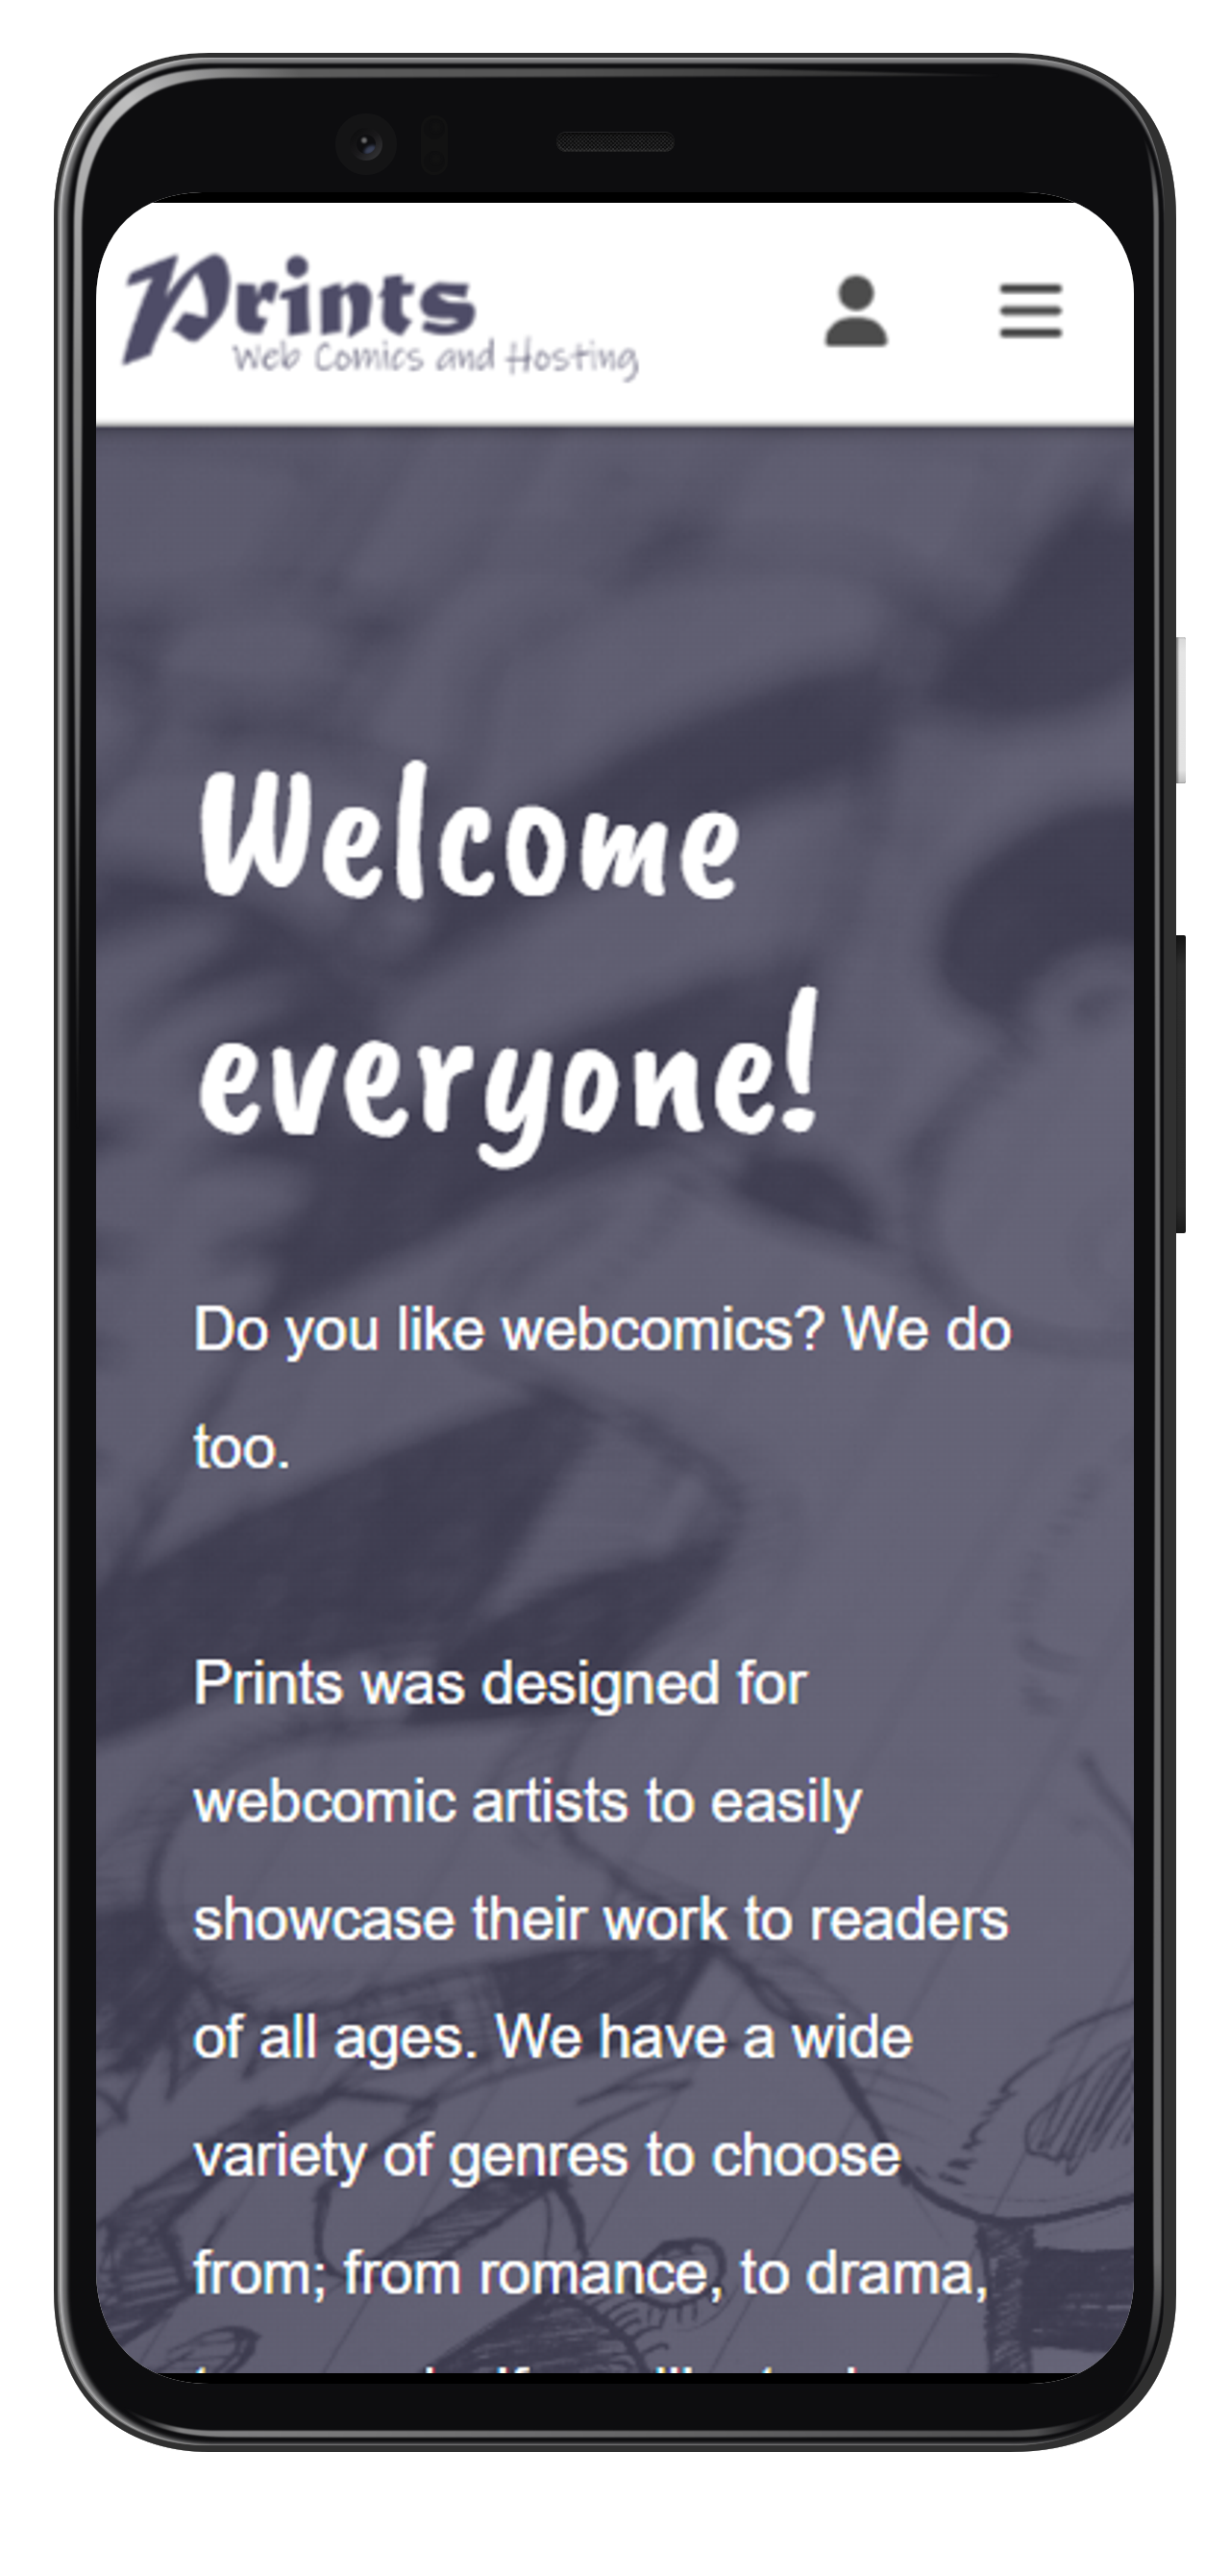 Prints
Web Comics and Hosting
Welcome
everyone!
Do you like webcomics? We do
too.
Prints was designed for
webcomic artists to easily
showcase their work to readers
of all ages. We have a wide
variety of genres to choose
from; from romance, to drama,